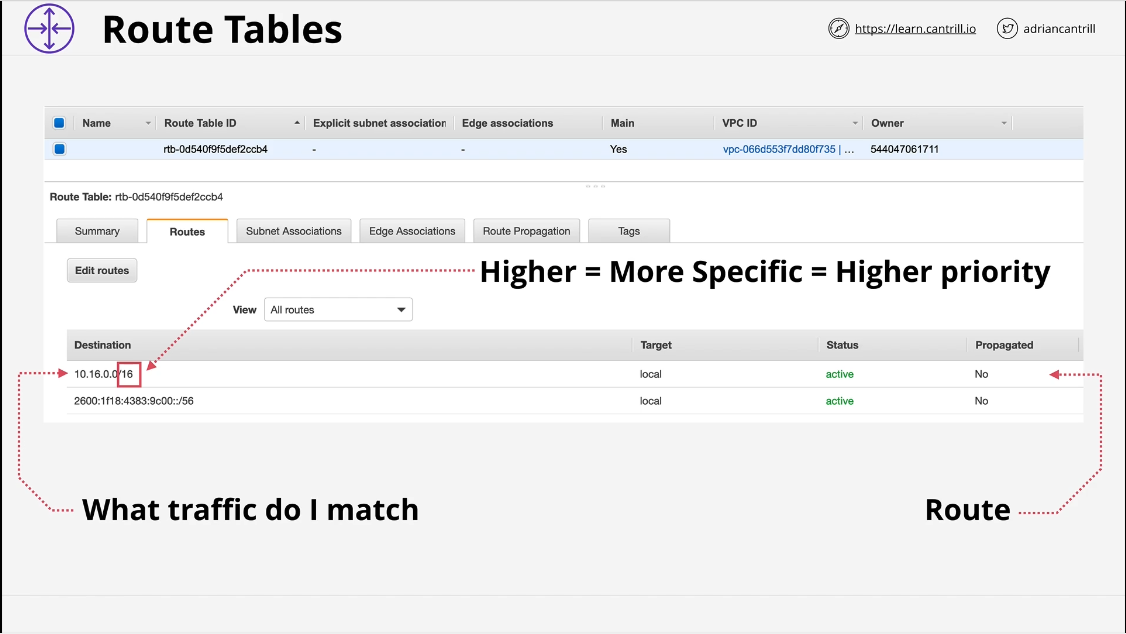 Route Tables
https://learn.cantrill.io
adriancantrill
Name Route Table ID Explicit subnet association Edge associations Main VPC ID Owner
rtb-0d540f9f5def2ccb4 - - Yes vpc-066d553f7dd80f735 | ... 544047061711
Route Table: rtb-0d540f9f5def2ccb4
Summary Routes Subnet Associations Edge Associations Route Propagation Tags
Edit routes
Higher = More Specific = Higher priority
View All routes
Destination Target Status Propagated
10.16.0.0/16 local active No
2600:1f18:4383:9c00::/56 local active No
What traffic do I match
Route